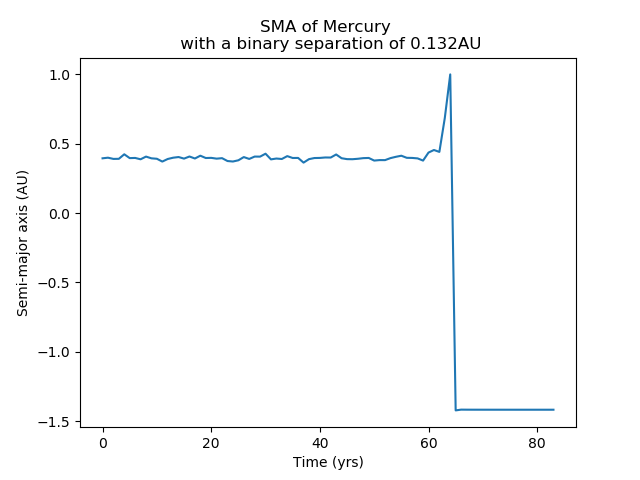 SMA of Mercury
with a binary separation of 0.132AU
1.0
0.5
0.0
−0.5
−1.0
−1.5
Semi-major axis (AU)
0 20 40 60 80
Time (yrs)